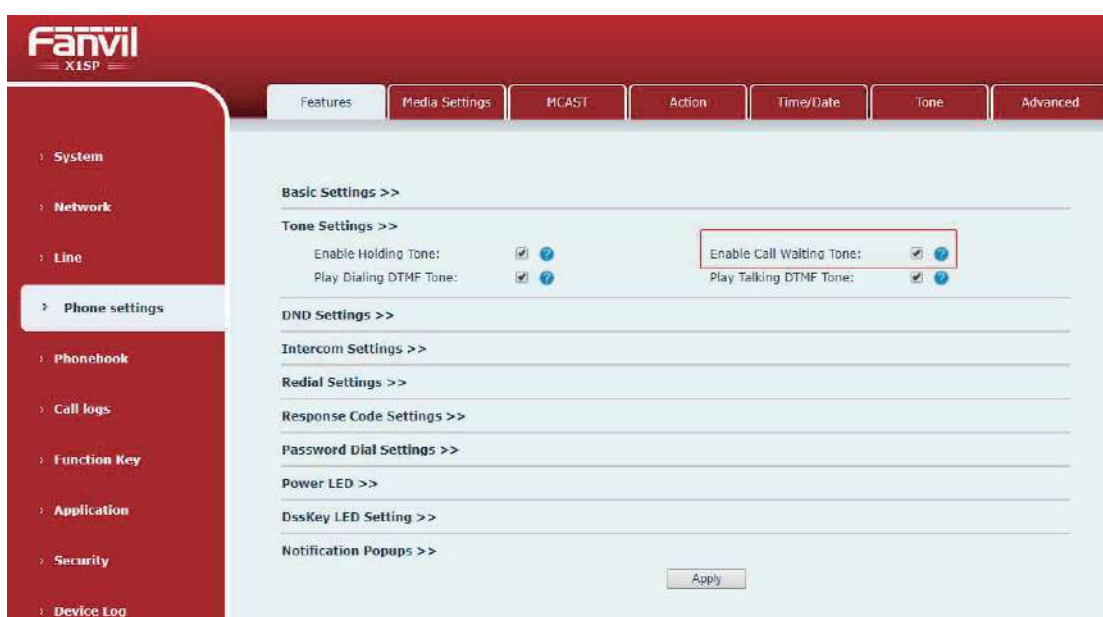 Fanvil
X1SP
Features Media Settings MCAST Action Time/Date Tone Advanced
› System
› Network
› Line
› Phone settings
› Phonebook
› Call logs
› Function Key
› Application
› Security
› Device Log
Basic Settings >>
Tone Settings >>
Enable Holding Tone: Enable Call Waiting Tone:
Play Dialing DTMF Tone: Play Talking DTMF Tone:
DND Settings >>
Intercom Settings >>
Redial Settings >>
Response Code Settings >>
Password Dial Settings >>
Power LED >>
DssKey LED Setting >>
Notification Popups >>
Apply